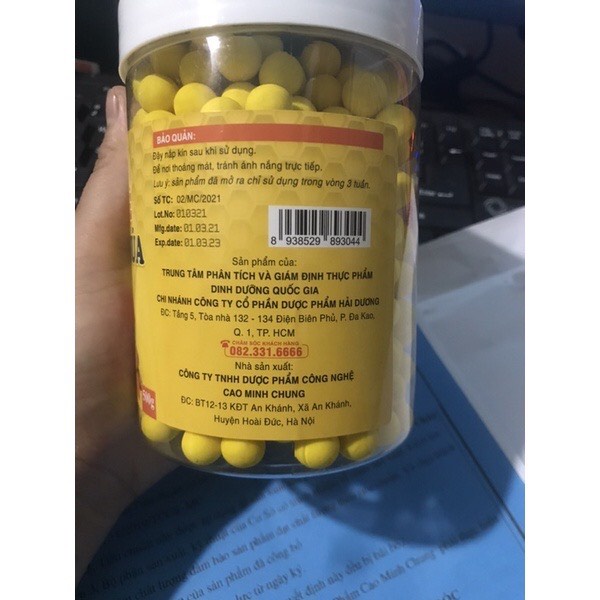 BẢO QUẢN:
Đậy nắp kín sau khi sử dụng.
Để nơi thoáng mát, tránh ánh nắng trực tiếp.
Lưu ý: sản phẩm đã mở ra chỉ sử dụng trong vòng 3 tuần.
Số TC: 02/MC/2021
Lot.No: 010321
Mfg.date: 01.03.21
Exp.date: 01.03.23
8 938529 893044
Sản phẩm của:
TRUNG TÂM PHÂN TÍCH VÀ GIÁM ĐỊNH THỰC PHẨM
DINH DƯỠNG QUỐC GIA
CHI NHÁNH CÔNG TY CỔ PHẦN DƯỢC PHẨM HẢI DƯƠNG
ĐC: Tầng 5, Tòa nhà 132 - 134 Điện Biên Phủ, P. Đa Kao,
Q. 1, TP. HCM
CHĂM SÓC KHÁCH HÀNG
082.331.6666
Nhà sản xuất:
CÔNG TY TNHH DƯỢC PHẨM CÔNG NGHỆ
CAO MINH CHUNG
ĐC: BT12-13 KĐT An Khánh, Xã An Khánh,
Huyện Hoài Đức, Hà Nội
500g